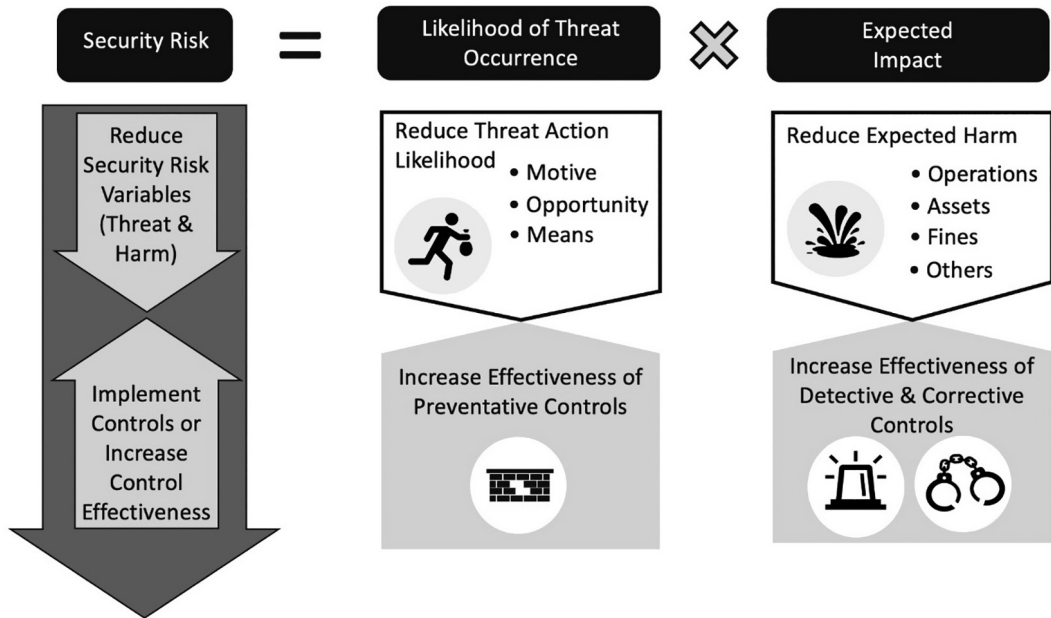 Security Risk
=
Likelihood of Threat
Occurrence
Expected
Impact
Reduce
Security Risk
Variables
(Threat &
Harm)
Implement
Controls or
Increase
Control
Effectiveness
Reduce Threat Action
Likelihood
• Motive
• Opportunity
• Means
Increase Effectiveness of
Preventative Controls
Reduce Expected Harm
• Operations
• Assets
• Fines
• Others
Increase Effectiveness of
Detective & Corrective
Controls